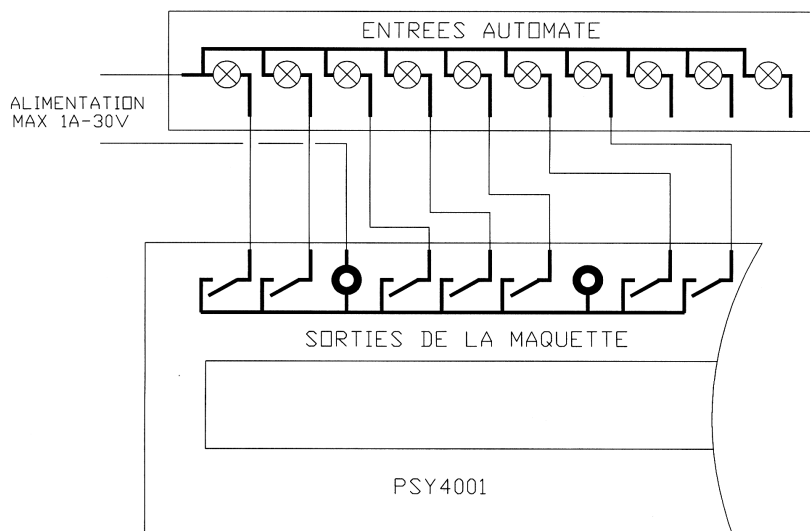 ENTREES AUTOMATE
ALIMENTATION
MAX 1A-30V
SORTIES DE LA MAQUETTE
PSY4001